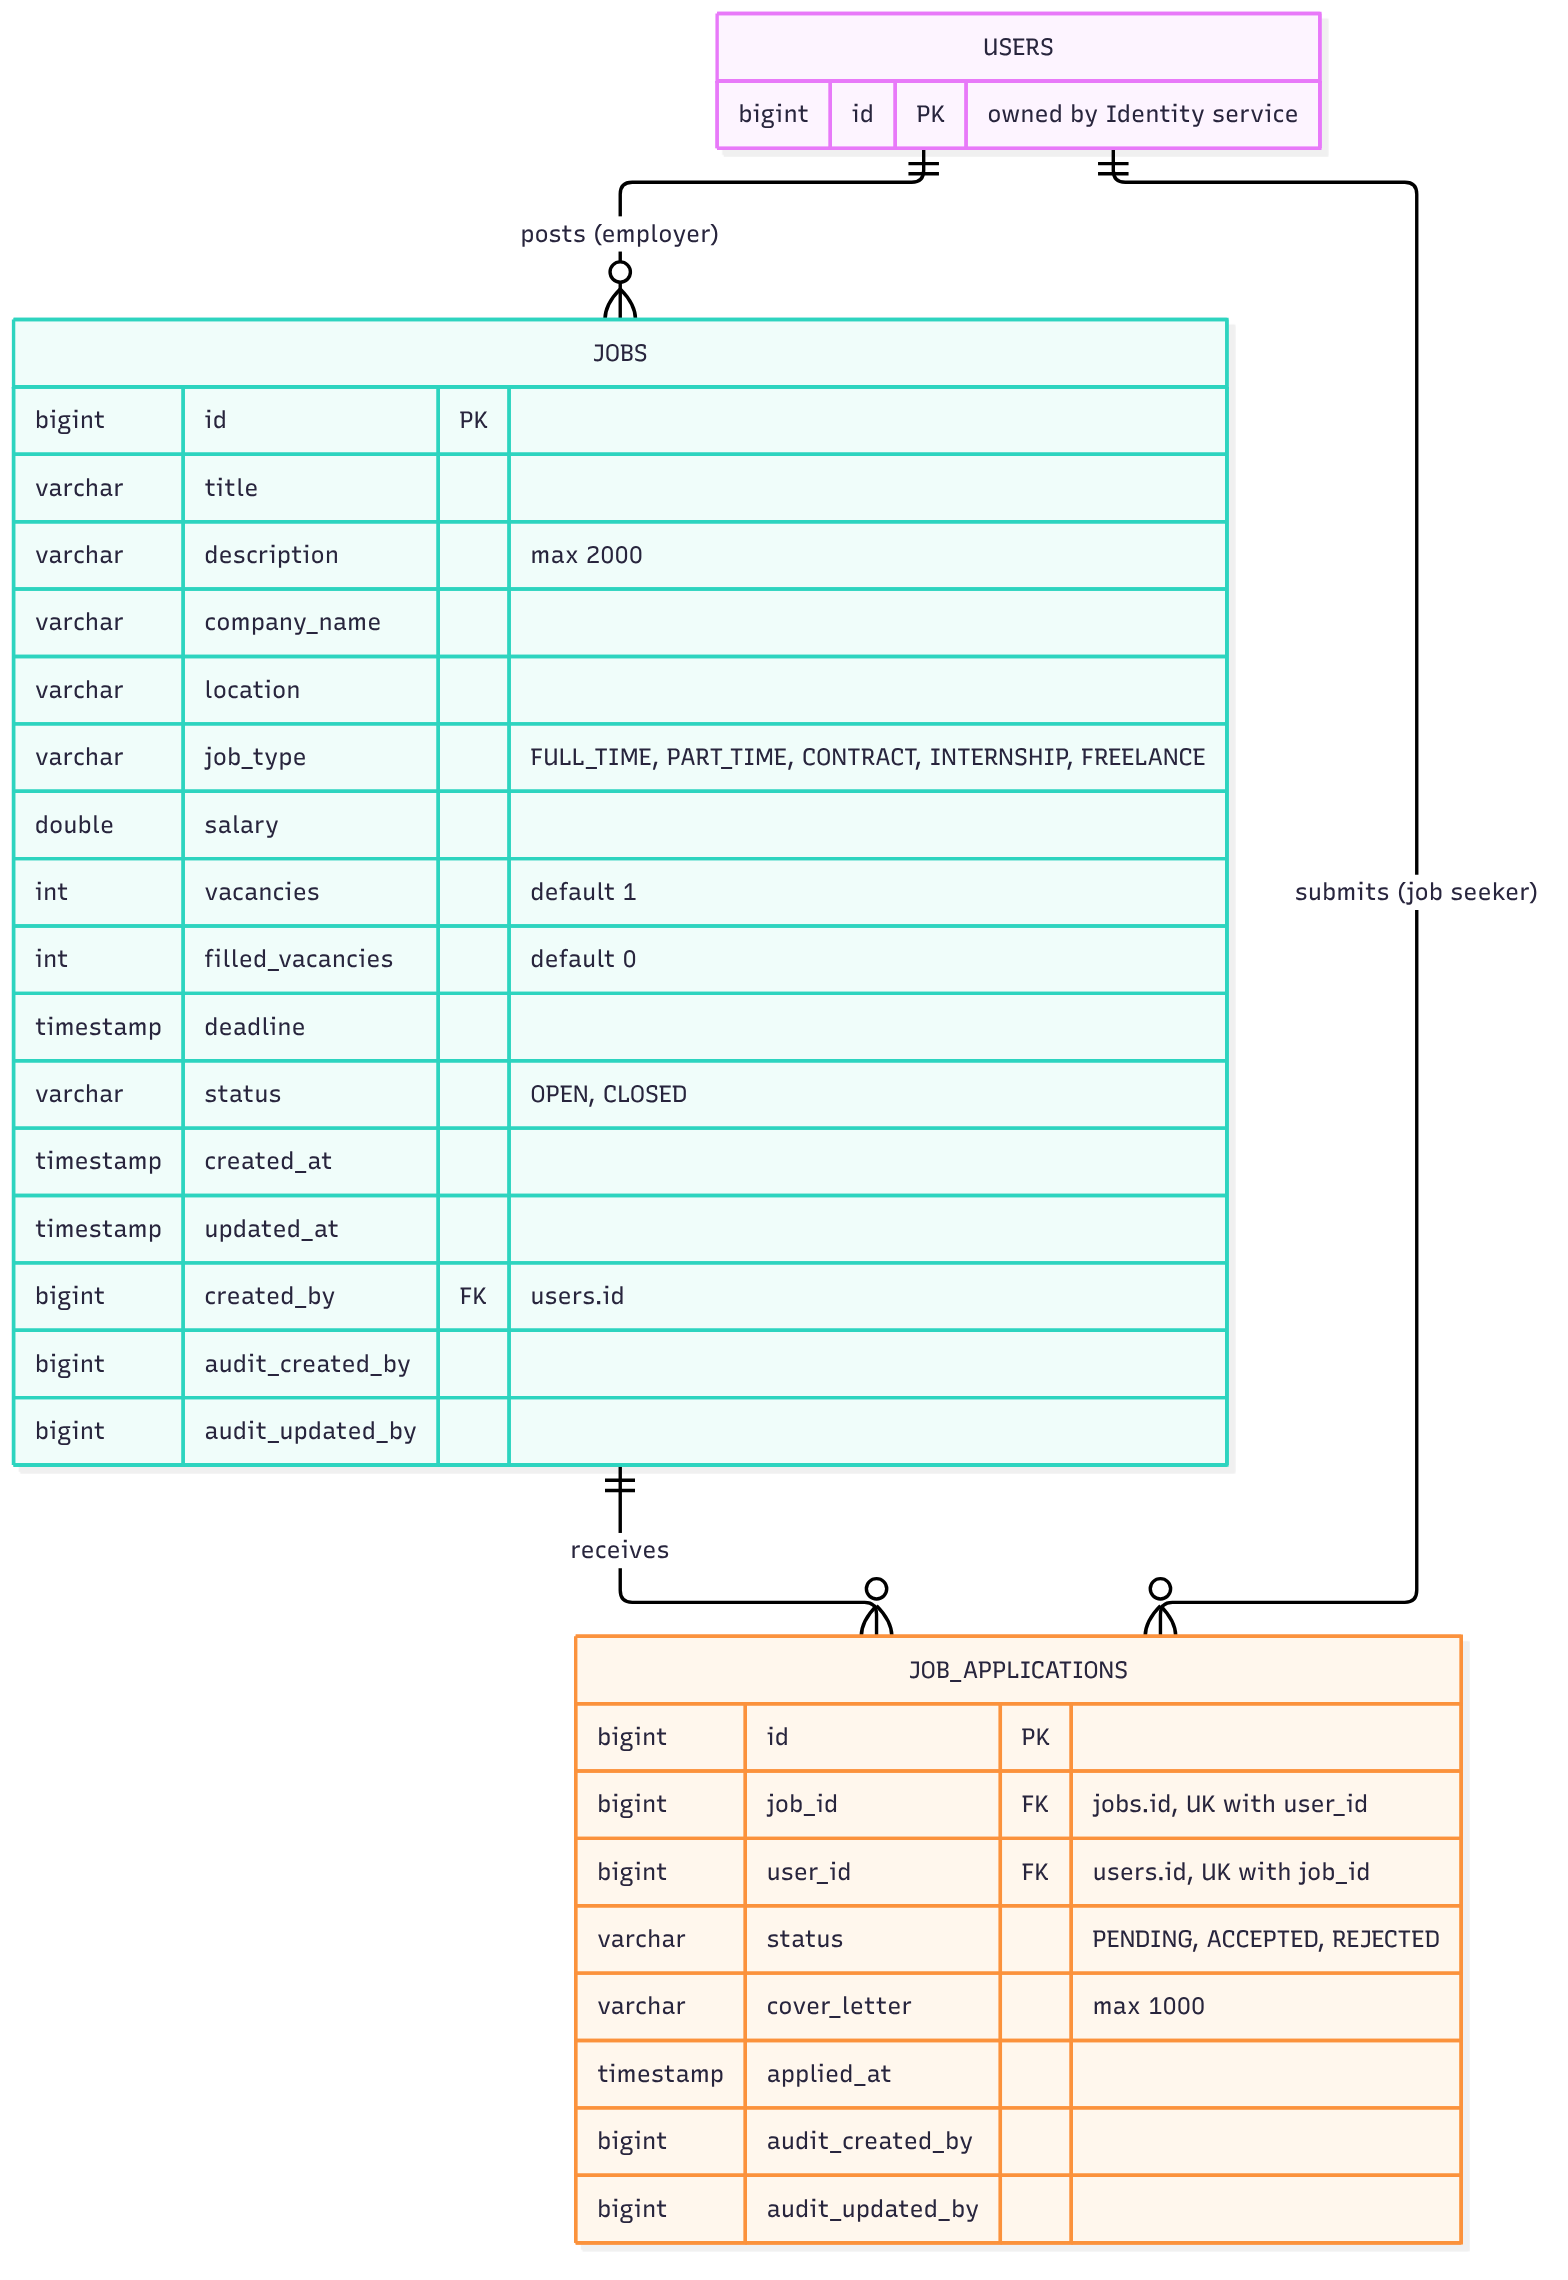 USERS
bigint id PK owned by Identity service
posts (employer)
JOBS
bigint id PK
varchar title
varchar description max 2000
varchar company_name
varchar location
varchar job_type FULL_TIME, PART_TIME, CONTRACT, INTERNSHIP, FREELANCE
double salary
int vacancies default 1
submits (job seeker)
int filled_vacancies default 0
timestamp deadline
varchar status OPEN, CLOSED
timestamp created_at
timestamp updated_at
bigint created_by FK users.id
bigint audit_created_by
bigint audit_updated_by
receives
JOB_APPLICATIONS
bigint id PK
bigint job_id FK jobs.id, UK with user_id
bigint user_id FK users.id, UK with job_id
varchar status PENDING, ACCEPTED, REJECTED
varchar cover_letter max 1000
timestamp applied_at
bigint audit_created_by
bigint audit_updated_by